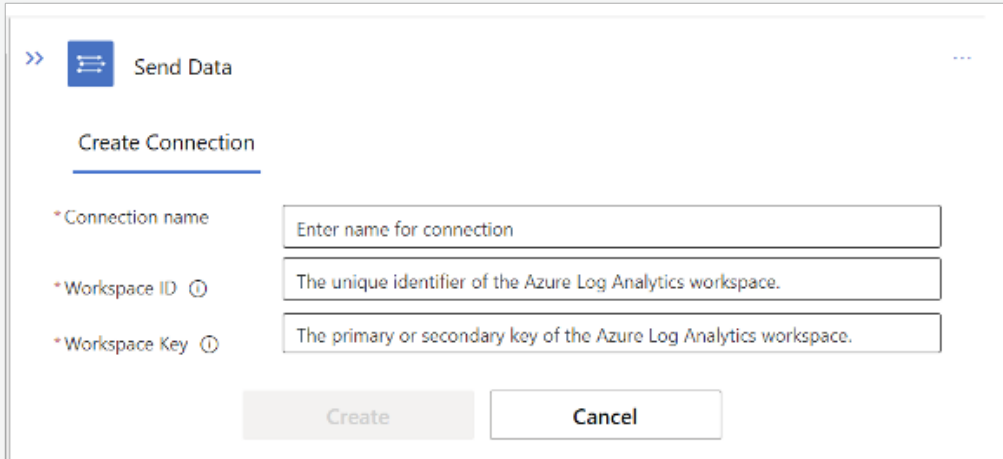 Send Data
...
Create Connection
*Connection name
Enter name for connection
*Workspace ID
The unique identifier of the Azure Log Analytics workspace.
*Workspace Key
The primary or secondary key of the Azure Log Analytics workspace.
Create
Cancel